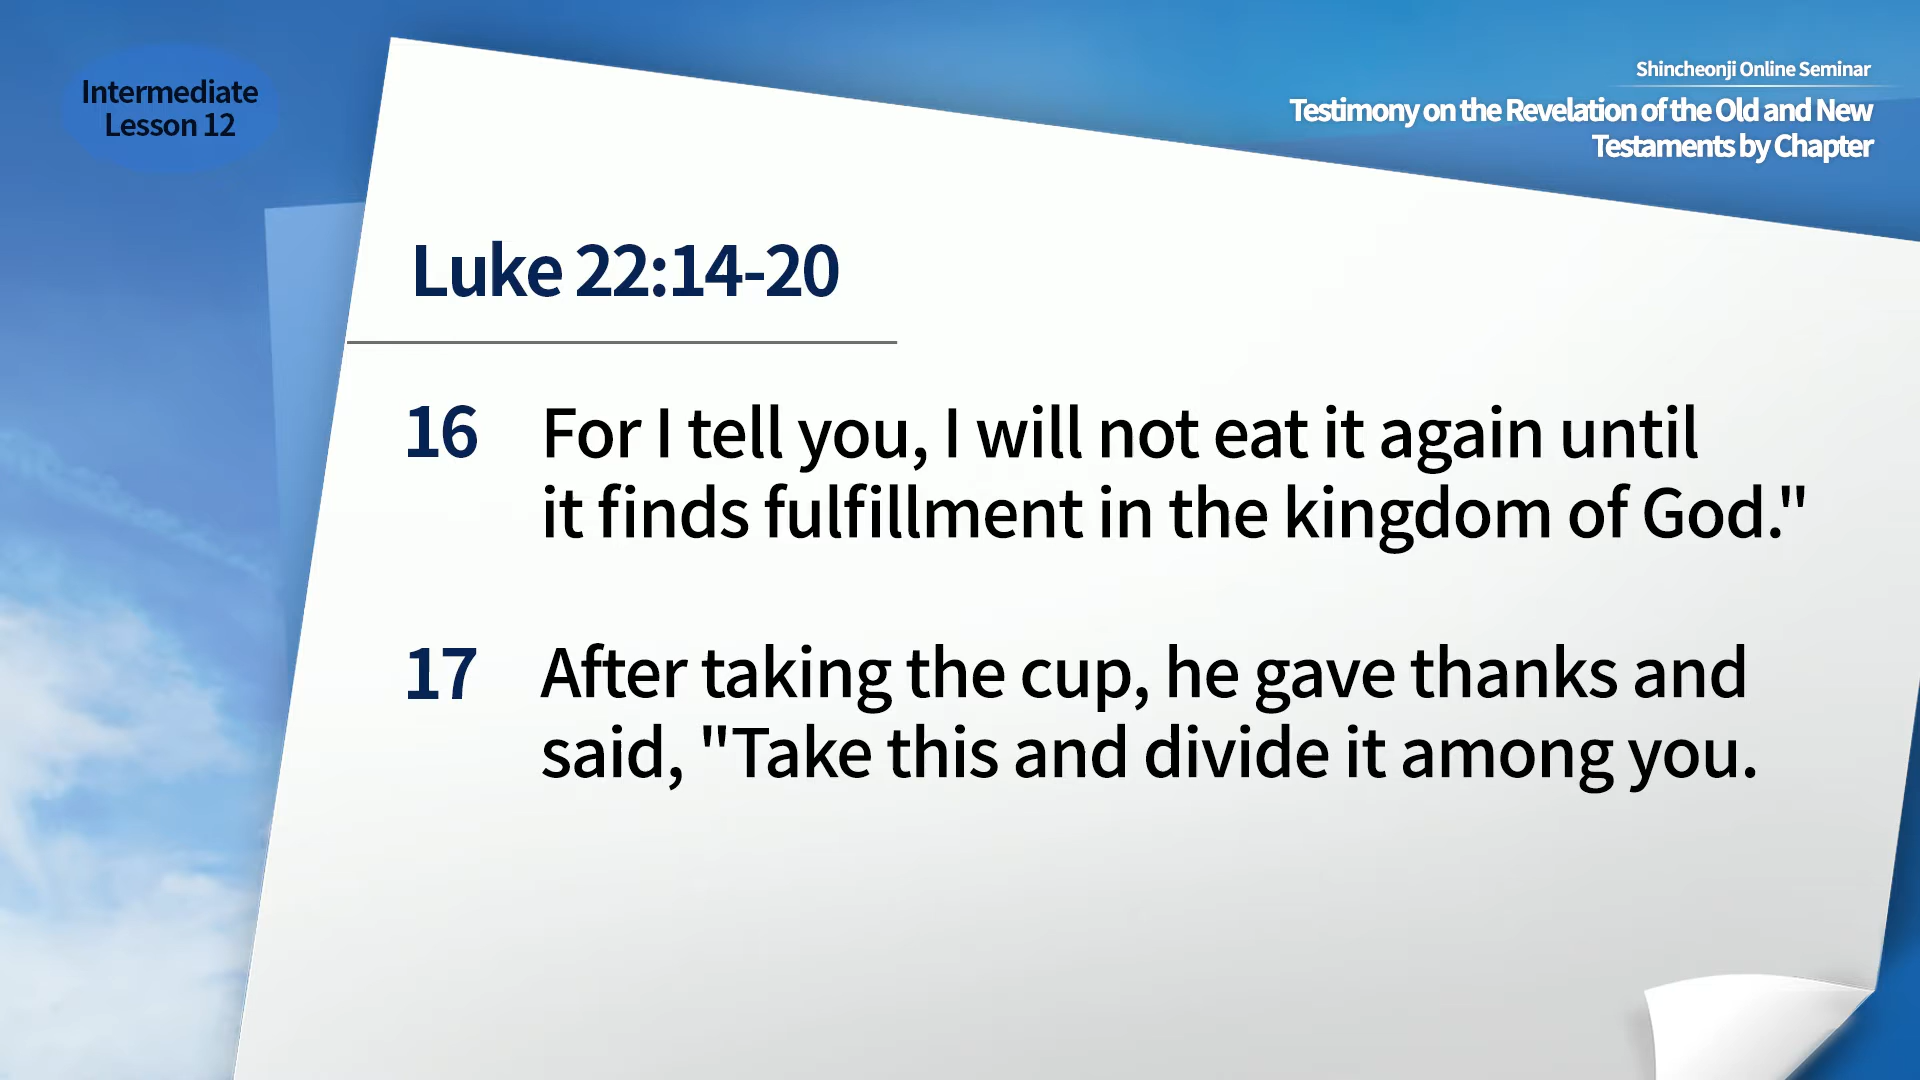 Intermediate
Lesson 12
Shincheonji Online Seminar
Testimony on the Revelation of the Old and New
Testaments by Chapter
Luke 22:14-20
16 For I tell you, I will not eat it again until
it finds fulfillment in the kingdom of God."
17 After taking the cup, he gave thanks and
said, "Take this and divide it among you.